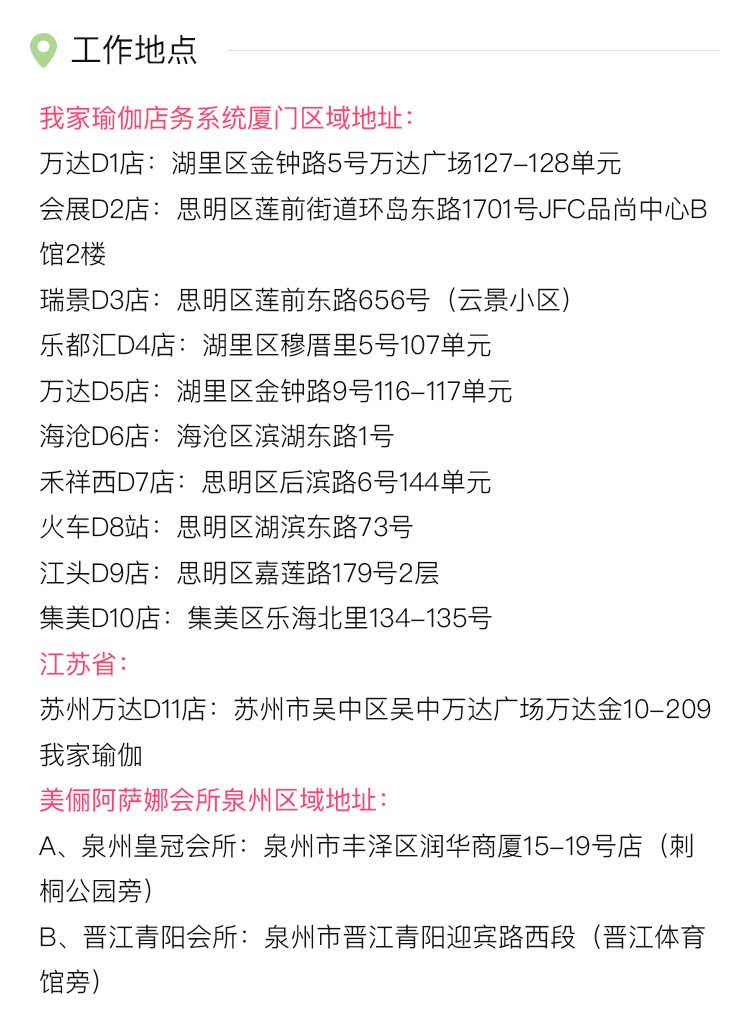 工作地点
我家瑜伽店务系统厦门区域地址：
万达D1店：湖里区金钟路5号万达广场127–128单元
会展D2店：思明区莲前街道环岛东路1701号JFC品尚中心B
馆2楼
瑞景D3店：思明区莲前东路656号（云景小区）
乐都汇D4店：湖里区穆厝里5号107单元
万达D5店：湖里区金钟路9号116–117单元
海沧D6店：海沧区滨湖东路1号
禾祥西D7店：思明区后滨路6号144单元
火车D8站：思明区湖滨东路73号
江头D9店：思明区嘉莲路179号2层
集美D10店：集美区乐海北里134–135号
江苏省：
苏州万达D11店：苏州市吴中区吴中万达广场万达金10–209
我家瑜伽
美俪阿萨娜会所泉州区域地址：
A、泉州皇冠会所：泉州市丰泽区润华商厦15–19号店（刺
桐公园旁）
B、晋江青阳会所：泉州市晋江青阳迎宾路西段（晋江体育
馆旁）